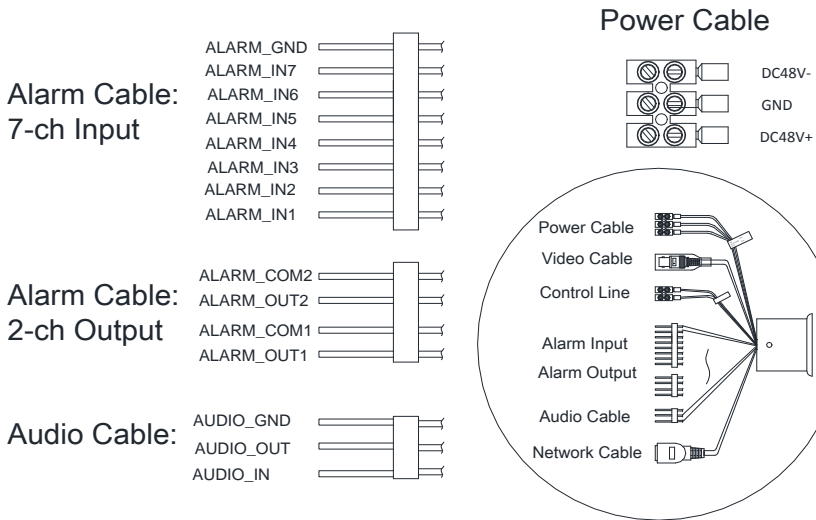 Alarm Cable:
7-ch Input
ALARM_GND
ALARM_IN7
ALARM_IN6
ALARM_IN5
ALARM_IN4
ALARM_IN3
ALARM_IN2
ALARM_IN1
Alarm Cable:
2-ch Output
ALARM_COM2
ALARM_OUT2
ALARM_COM1
ALARM_OUT1
Audio Cable:
AUDIO_GND
AUDIO_OUT
AUDIO_IN
Power Cable
DC48V-
GND
DC48V+
Power Cable
Video Cable
Control Line
Alarm Input
Alarm Output
Audio Cable
Network Cable